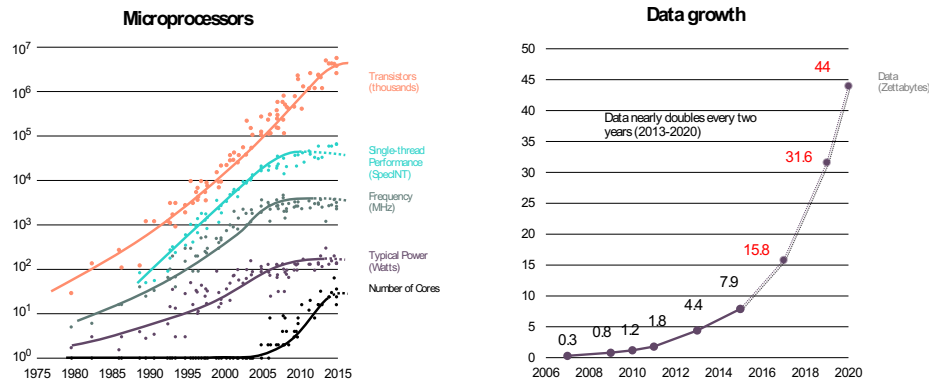 Microprocessors
10^7
10^6
10^5
10^4
10^3
10^2
10^1
10^0
1975 1980 1985 1990 1995 2000 2005 2010 2015
Transistors
(thousands)
Single-thread
Performance
(SpecINT)
Frequency
(MHz)
Typical Power
(Watts)
Number of Cores
Data growth
50
45
40
35
30
25
20
15
10
5
0
2006 2008 2010 2012 2014 2016 2018 2020
Data nearly doubles every two
years (2013-2020)
0.3
0.8
1.2
1.8
4.4
7.9
15.8
31.6
44
Data
(Zettabytes)